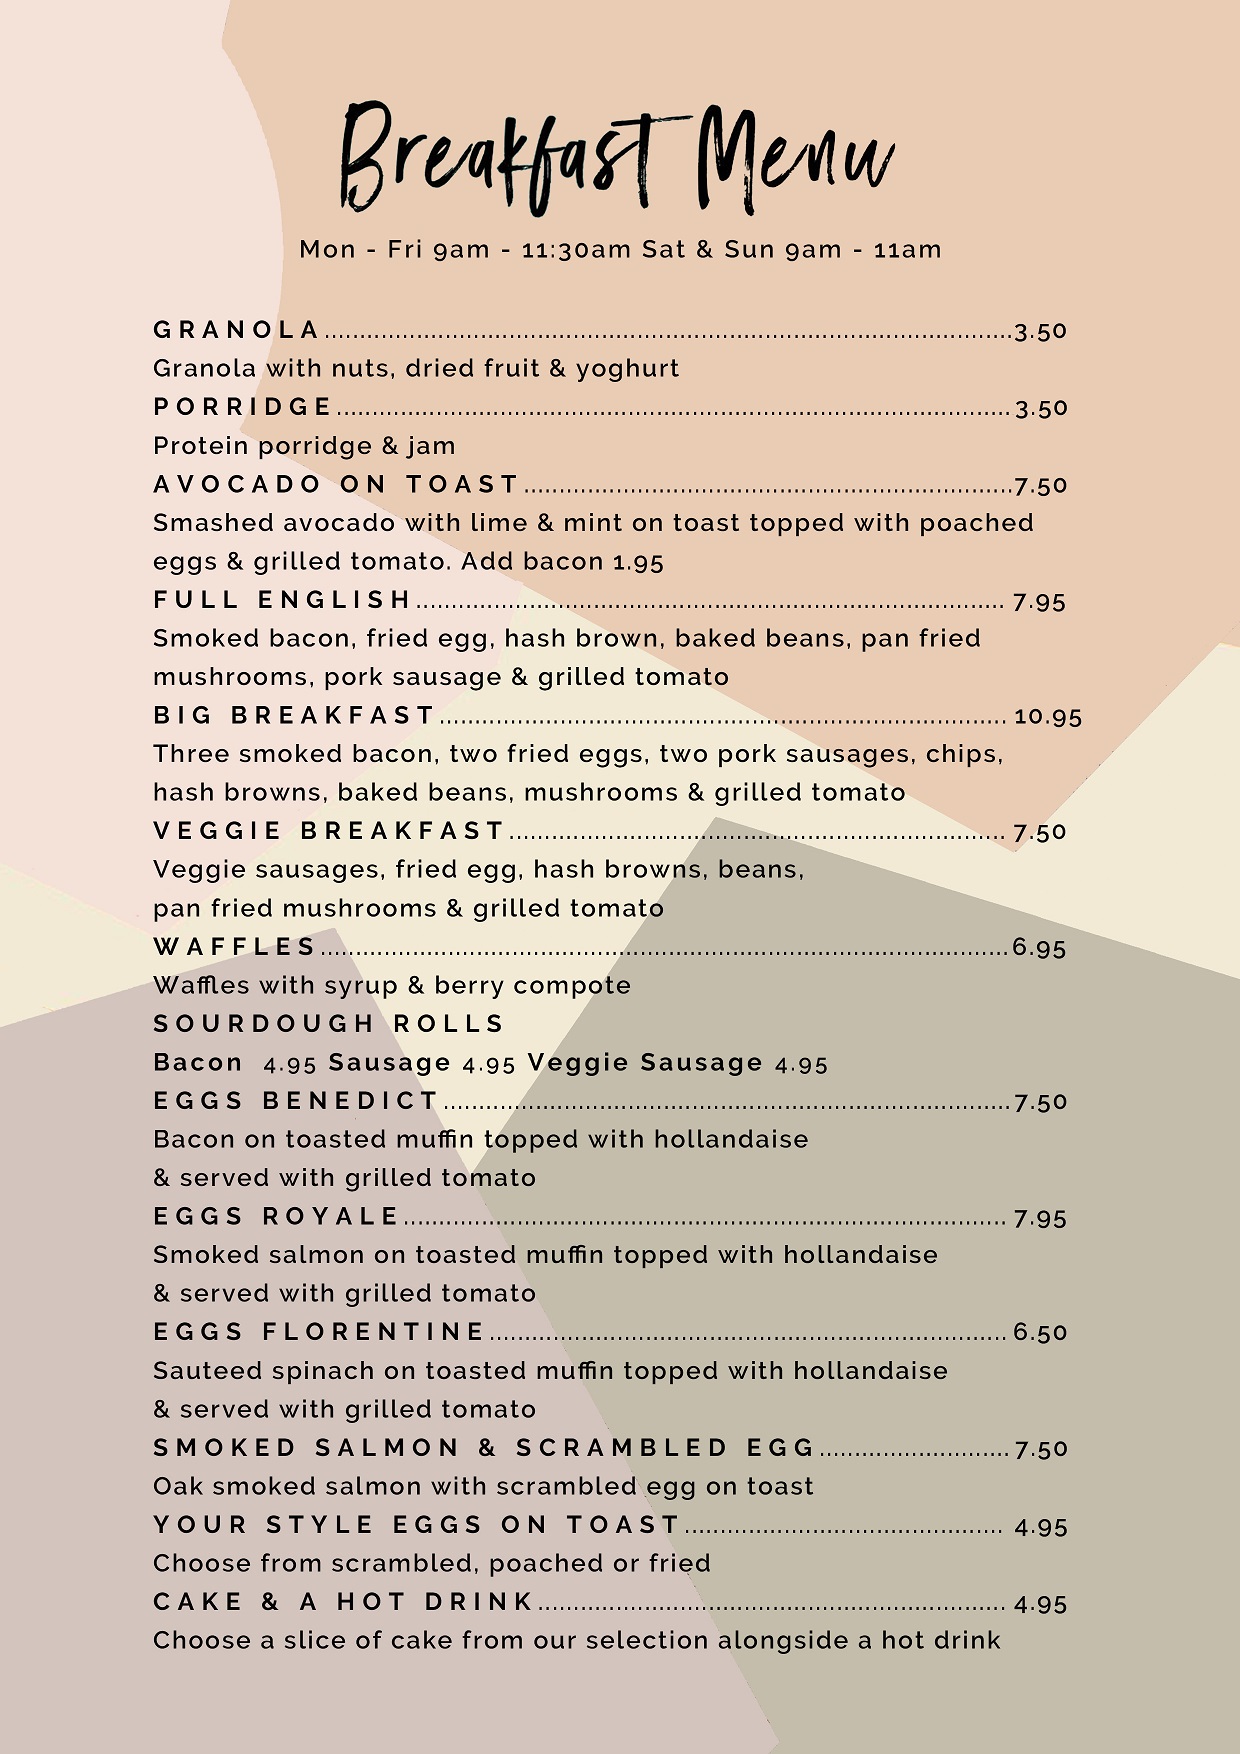 Breakfast Menu
Mon - Fri 9am - 11:30am Sat & Sun 9am - 11am
GRANOLA...................................................................................................3.50
Granola with nuts, dried fruit & yoghurt
PORRIDGE................................................................................................. 3.50
Protein porridge & jam
AVOCADO ON TOAST......................................................................7.50
Smashed avocado with lime & mint on toast topped with poached
eggs & grilled tomato. Add bacon 1.95
FULL ENGLISH..................................................................................... 7.95
Smoked bacon, fried egg, hash brown, baked beans, pan fried
mushrooms, pork sausage & grilled tomato
BIG BREAKFAST................................................................................. 10.95
Three smoked bacon, two fried eggs, two pork sausages, chips,
hash browns, baked beans, mushrooms & grilled tomato
VEGGIE BREAKFAST....................................................................... 7.50
Veggie sausages, fried egg, hash browns, beans,
pan fried mushrooms & grilled tomato
WAFFLES...................................................................................................6.95
Waffles with syrup & berry compote
SOURDOUGH ROLLS
Bacon 4.95 Sausage 4.95 Veggie Sausage 4.95
EGGS BENEDICT.................................................................................7.50
Bacon on toasted muffin topped with hollandaise
& served with grilled tomato
EGGS ROYALE....................................................................................... 7.95
Smoked salmon on toasted muffin topped with hollandaise
& served with grilled tomato
EGGS FLORENTINE.......................................................................... 6.50
Sauteed spinach on toasted muffin topped with hollandaise
& served with grilled tomato
SMOKED SALMON & SCRAMBLED EGG...........................7.50
Oak smoked salmon with scrambled egg on toast
YOUR STYLE EGGS ON TOAST.............................................. 4.95
Choose from scrambled, poached or fried
CAKE & A HOT DRINK................................................................... 4.95
Choose a slice of cake from our selection alongside a hot drink